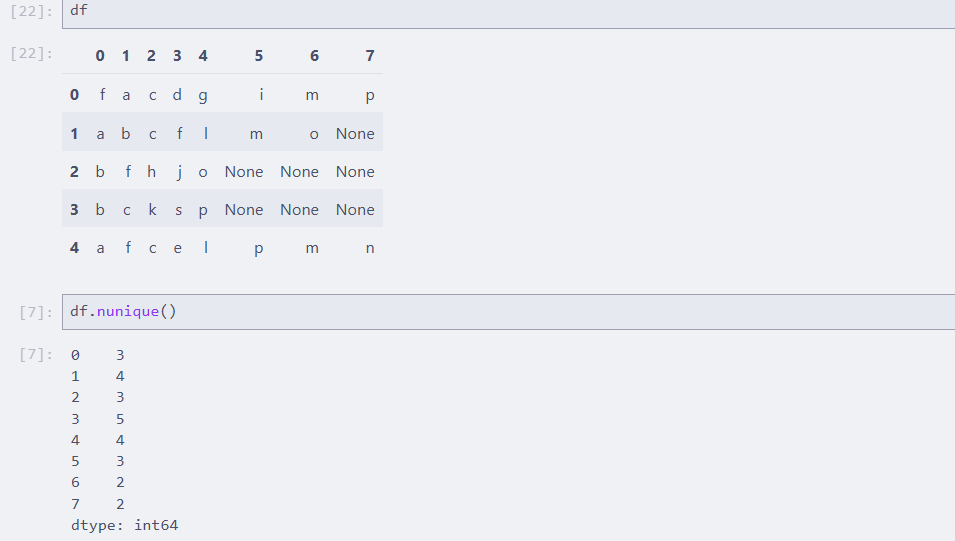 [22]: df
[22]: 0 1 2 3 4 5 6 7
0 f a c d g i m p
1 a b c f l m o None
2 b f h j o None None None
3 b c k s p None None None
4 a f c e l p m n
[7]: df.nunique()
[7]: 0 3
1 4
2 3
3 5
4 4
5 3
6 2
7 2
dtype: int64